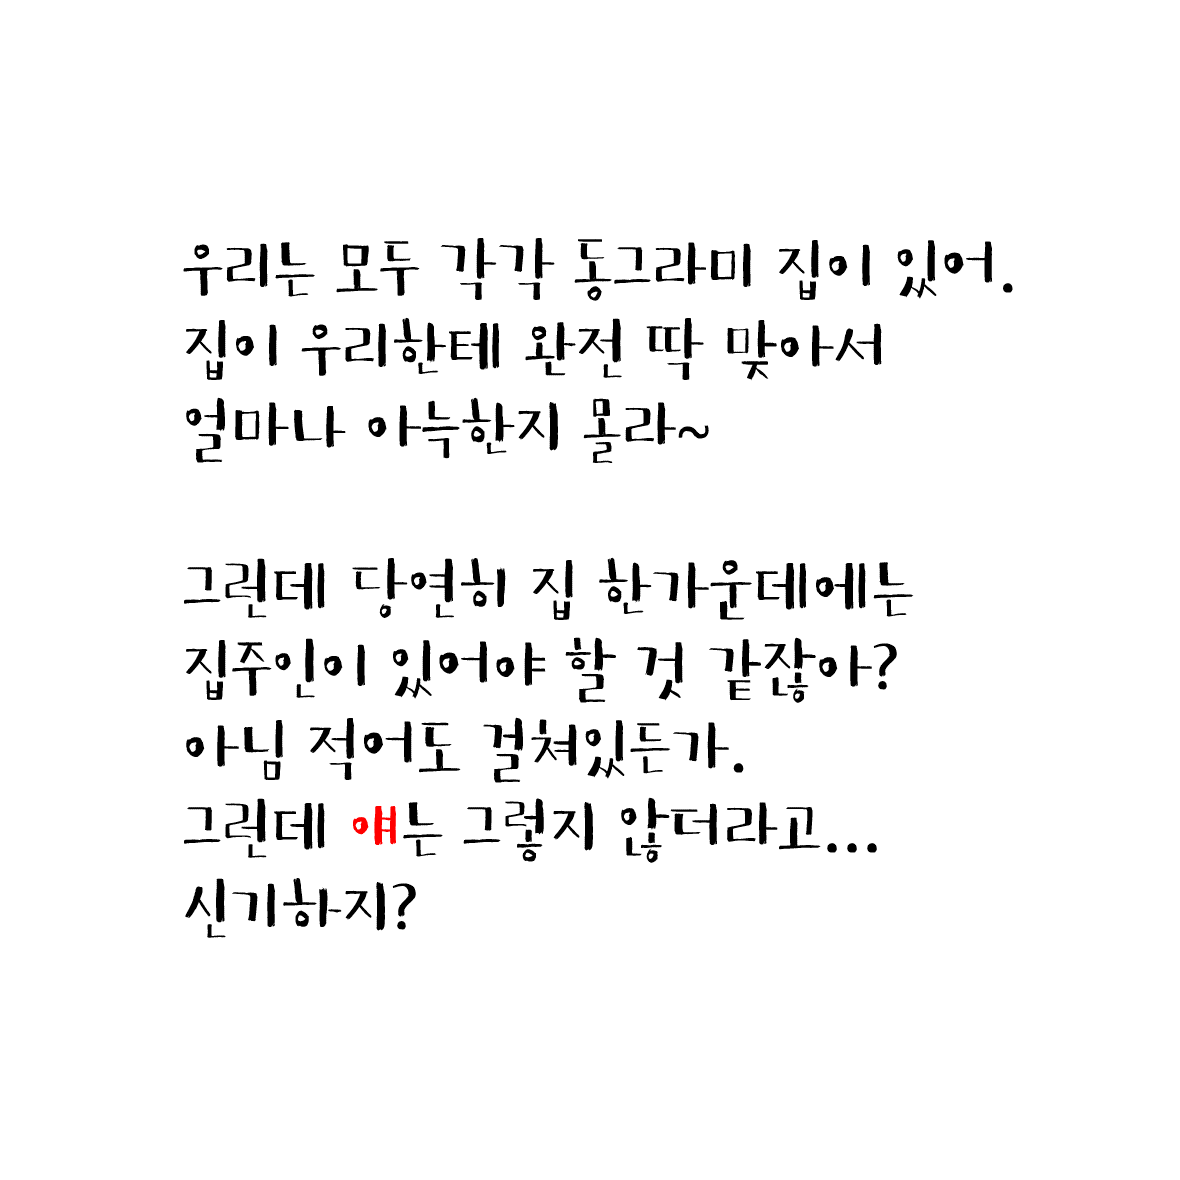 우리는 모두 각각 동그라미 집이 있어.
집이 우리한테 완전 딱 맞아서
얼마나 아늑한지 몰라~
그런데 당연히 집 한가운데에는
집주인이 있어야 할 것 같잖아?
아님 적어도 걸쳐있든가.
그런데 얘는 그렇지 않더라고...
신기하지?